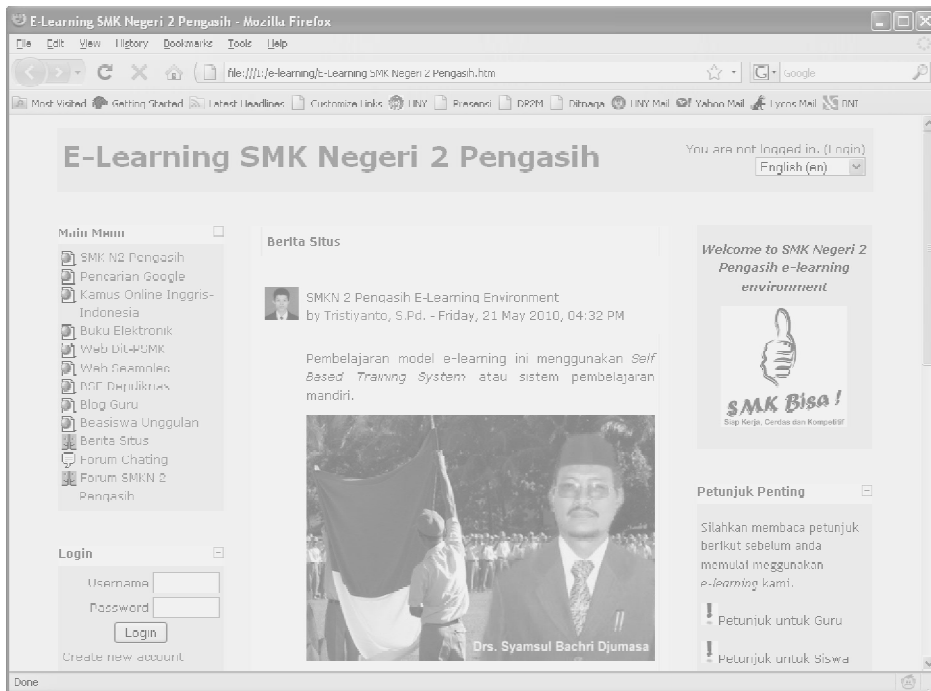 E-Learning SMK Negeri 2 Pengasih - Mozilla Firefox
File Edit View History Bookmarks Tools Help
file:///I:/e-learning/E-Learning SMK Negeri 2 Pengasih.htm
Google
Most Visited Getting Started Latest Headlines Customize Links UNY Presensi DP2M Ditnaga UNY Mail Yahoo Mail Lycos Mail BNI
E-Learning SMK Negeri 2 Pengasih
You are not logged in. (Login)
English (en)
Main Menu
SMK N2 Pengasih
Pencarian Google
Kamus Online Inggris-
Indonesia
Buku Elektronik
Web Dit-PSMK
Web Seamolec
BSE Depdiknas
Blog Guru
Beasiswa Unggulan
Berita Situs
Forum Chating
Forum SMKN 2
Pengasih
Login
Username
Password
Login
Create new account
Berita Situs
SMKN 2 Pengasih E-Learning Environment
by Tristiyanto, S.Pd. - Friday, 21 May 2010, 04:32 PM
Pembelajaran model e-learning ini menggunakan Self
Based Training System atau sistem pembelajaran
mandiri.
Drs. Syamsul Bachri Djumasa
Welcome to SMK Negeri 2
Pengasih e-learning
environment
SMK Bisa !
Siap Kerja, Cerdas dan Kompetitif
Petunjuk Penting
Silahkan membaca petunjuk
berikut sebelum anda
memulai meggunakan
e-learning kami.
Petunjuk untuk Guru
Petunjuk untuk Siswa
Done